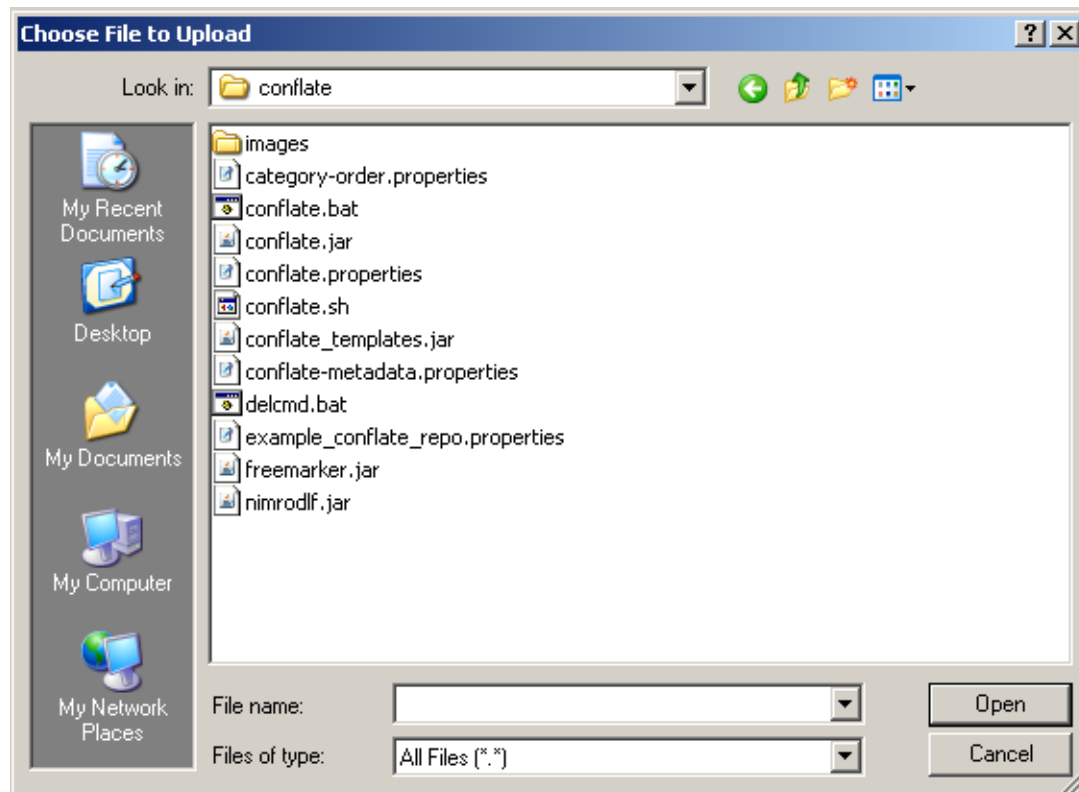 Choose File to Upload
Look in: conflate
My Recent
Documents
Desktop
My Documents
My Computer
My Network
Places
images
category-order.properties
conflate.bat
conflate.jar
conflate.properties
conflate.sh
conflate_templates.jar
conflate-metadata.properties
delcmd.bat
example_conflate_repo.properties
freemarker.jar
nimrodlf.jar
File name: Open
Files of type: All Files (*.*) Cancel